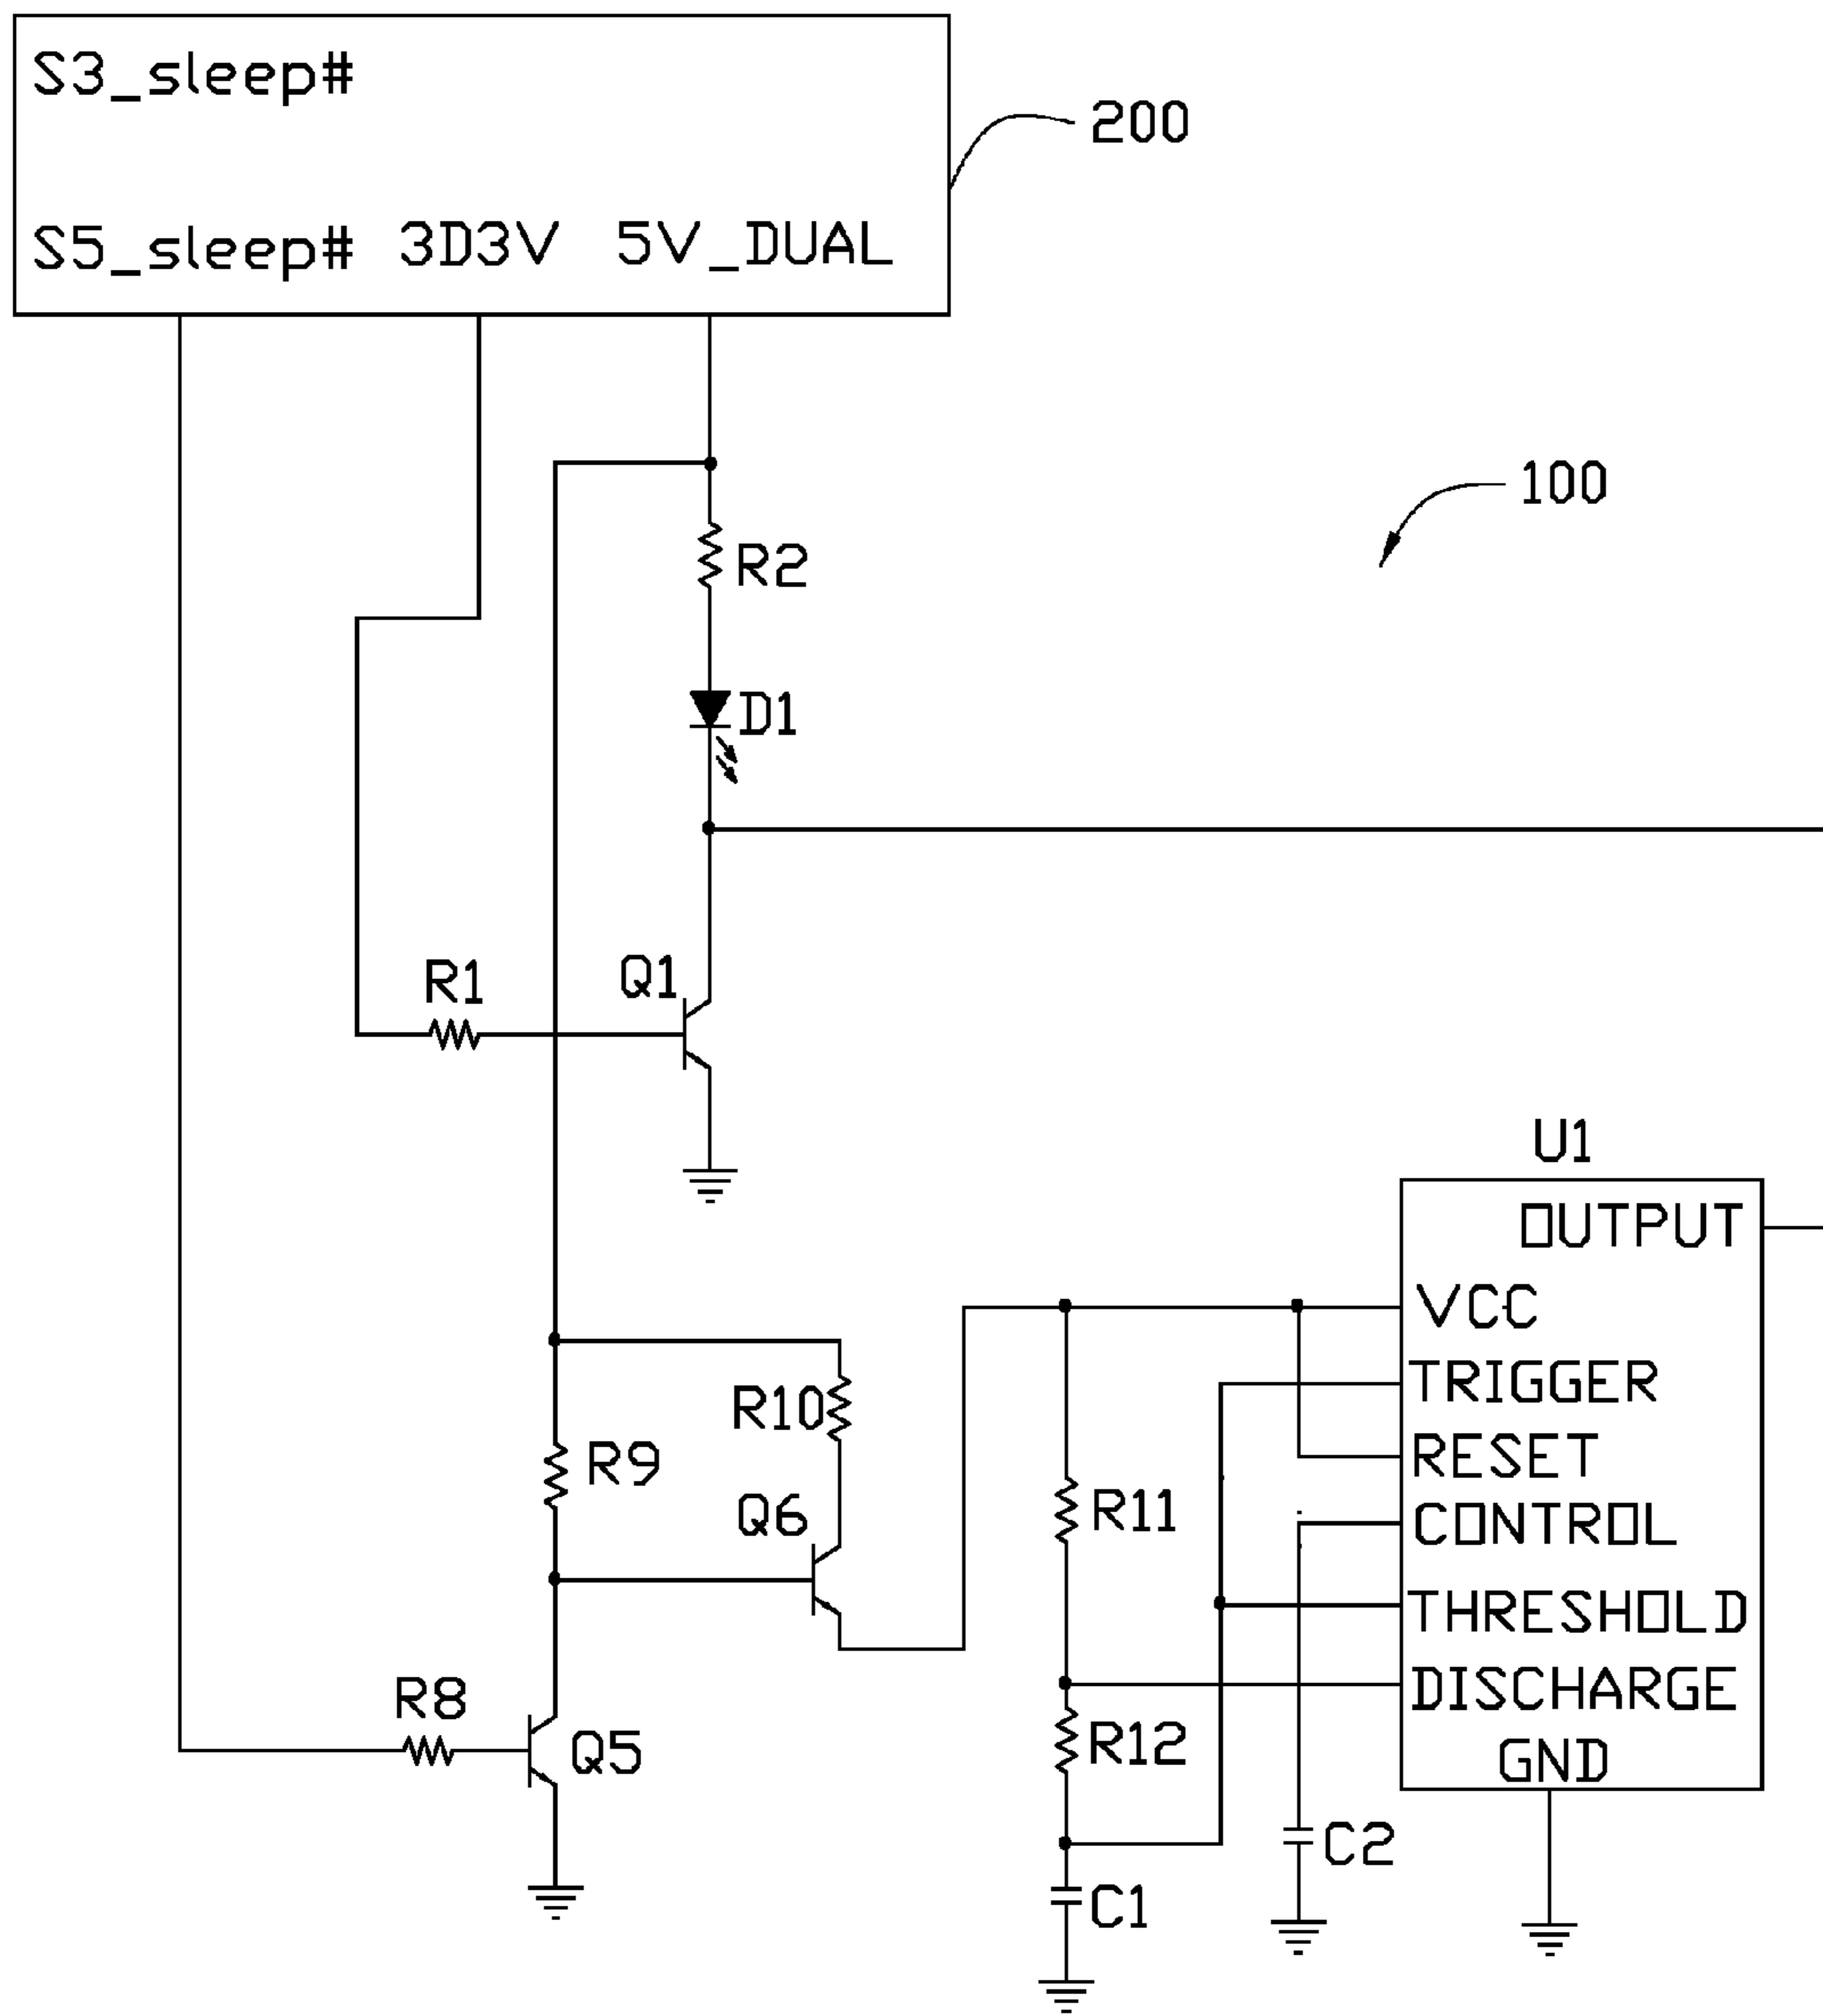 S3_sleep#
200
S5_sleep# 3D3V 5V_DUAL
100
R2
D1
R1
Q1
U1
OUTPUT
VCC
TRIGGER
R10
RESET
R9
Q6
R11
CONTROL
THRESHOLD
R8
DISCHARGE
Q5
R12
GND
C2
C1